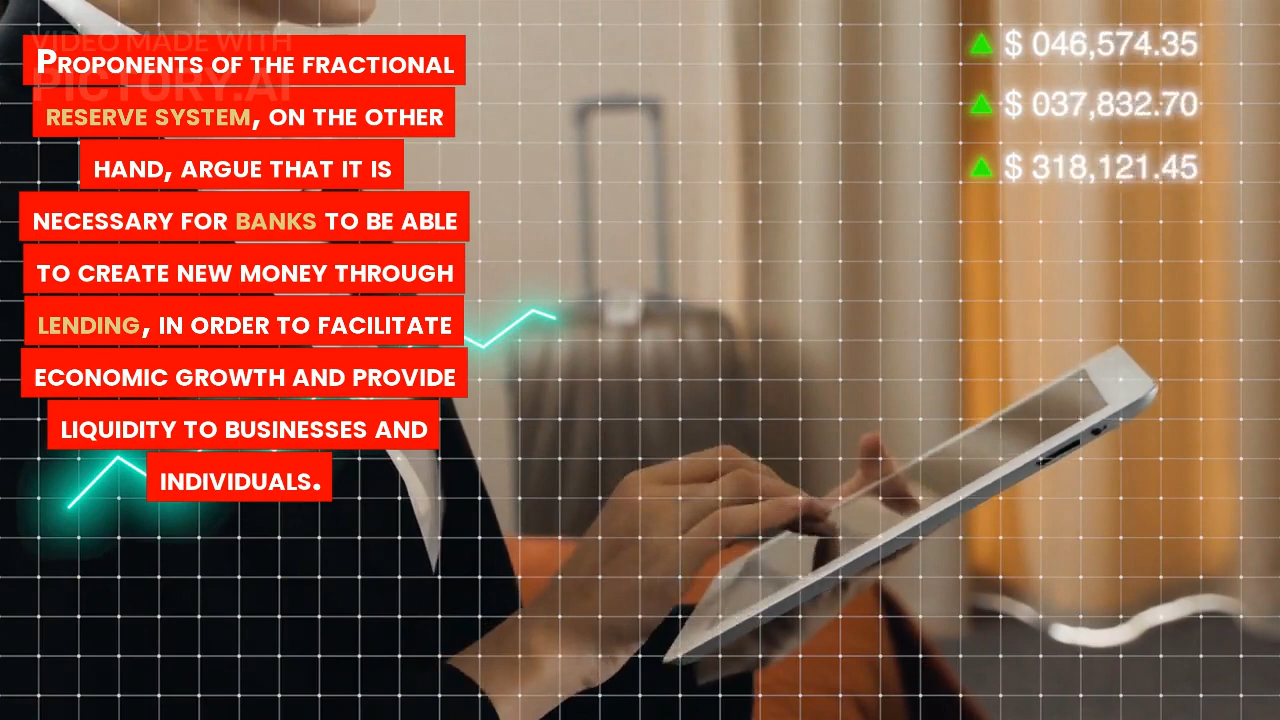 VIDEO MADE WITH
PICTORY.AI
PROPONENTS OF THE FRACTIONAL
RESERVE SYSTEM, ON THE OTHER
HAND, ARGUE THAT IT IS
NECESSARY FOR BANKS TO BE ABLE
TO CREATE NEW MONEY THROUGH
LENDING, IN ORDER TO FACILITATE
ECONOMIC GROWTH AND PROVIDE
LIQUIDITY TO BUSINESSES AND
INDIVIDUALS.
$ 046,574.35
$ 037,832.70
$ 318,121.45